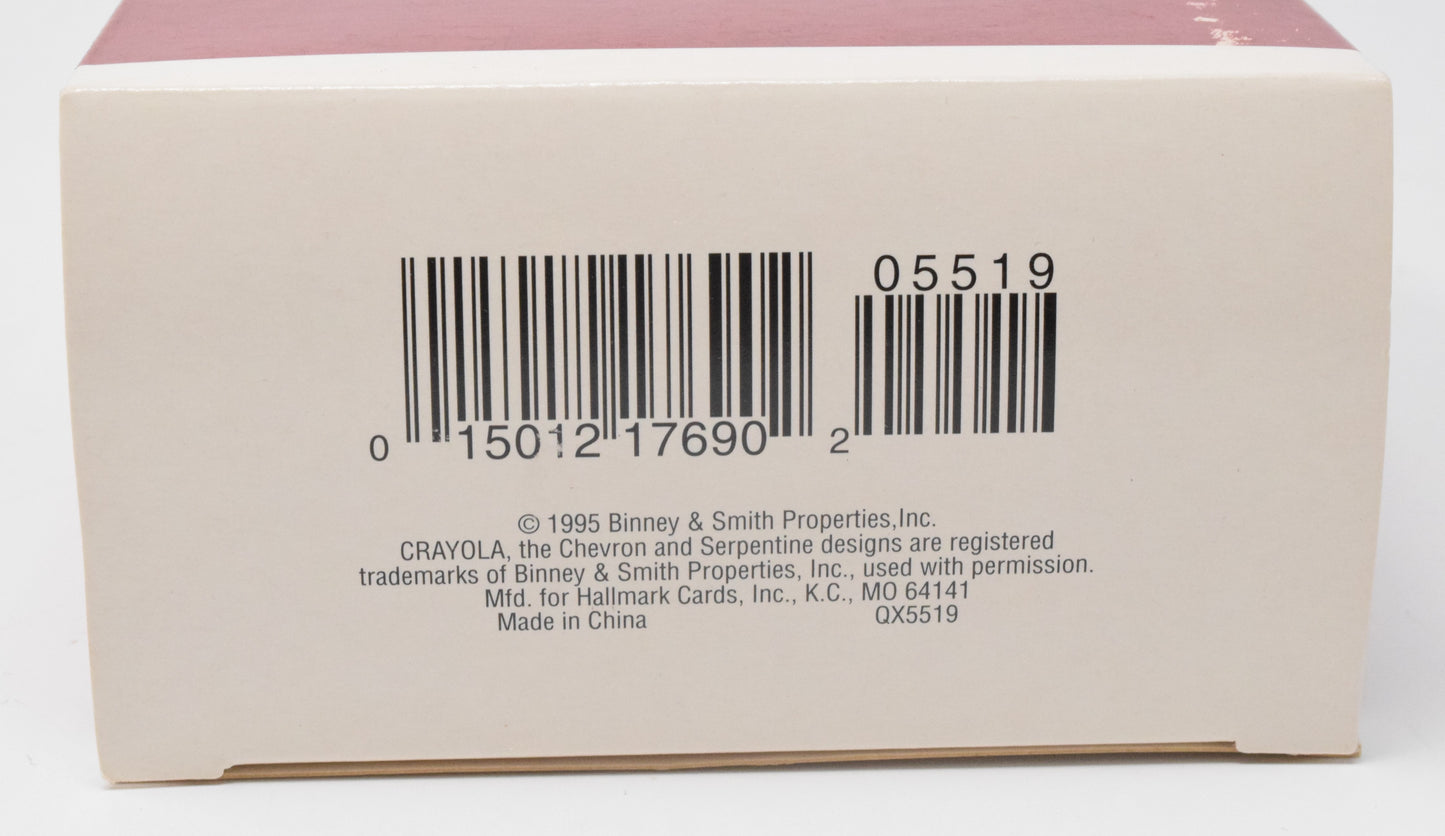 05519
0 15012 17690 2
© 1995 Binney & Smith Properties,Inc.
CRAYOLA, the Chevron and Serpentine designs are registered
trademarks of Binney & Smith Properties, Inc., used with permission.
Mfd. for Hallmark Cards, Inc., K.C., MO 64141
Made in China QX5519